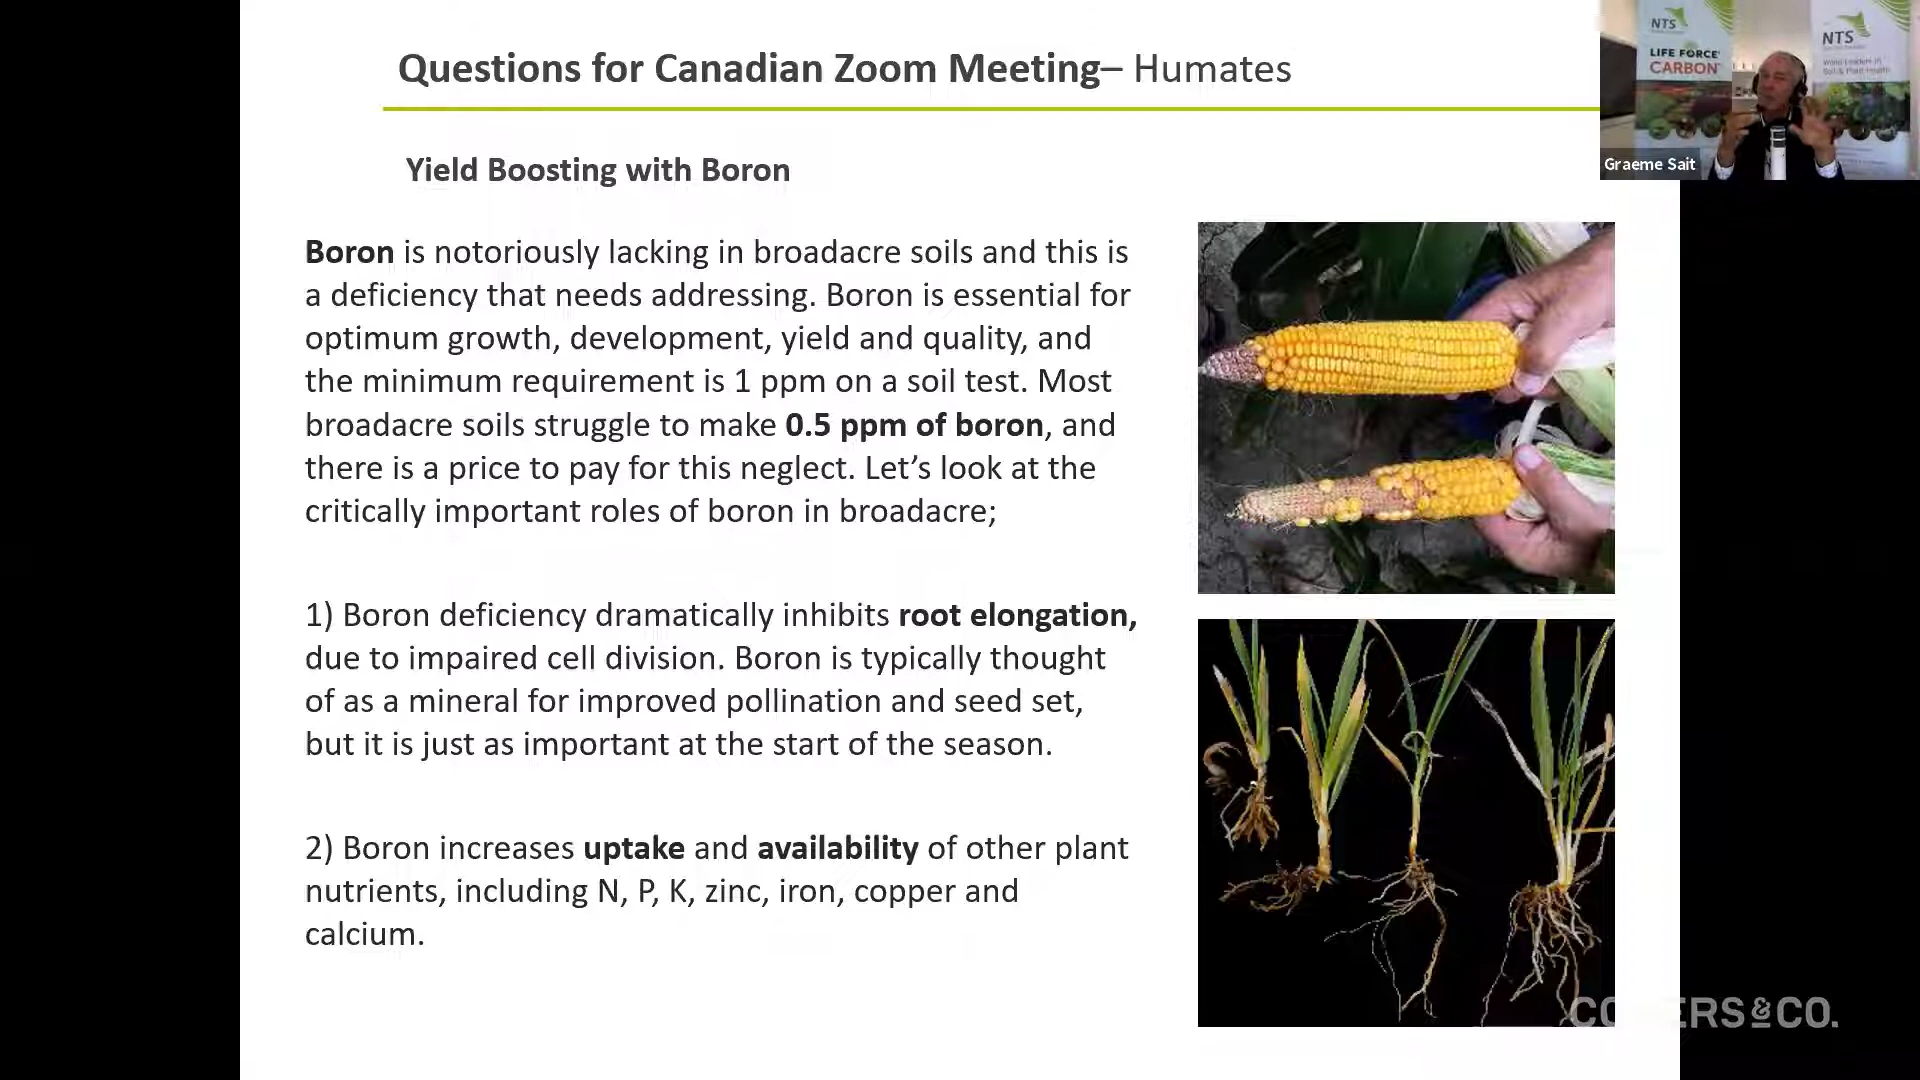 Questions for Canadian Zoom Meeting– Humates
NTS
LIFE FORCE
CARBON
NTS
Graeme Sait
Yield Boosting with Boron
Boron is notoriously lacking in broadacre soils and this is
a deficiency that needs addressing. Boron is essential for
optimum growth, development, yield and quality, and
the minimum requirement is 1 ppm on a soil test. Most
broadacre soils struggle to make 0.5 ppm of boron, and
there is a price to pay for this neglect. Let’s look at the
critically important roles of boron in broadacre;
1) Boron deficiency dramatically inhibits root elongation,
due to impaired cell division. Boron is typically thought
of as a mineral for improved pollination and seed set,
but it is just as important at the start of the season.
2) Boron increases uptake and availability of other plant
nutrients, including N, P, K, zinc, iron, copper and
calcium.
ERS&CO.